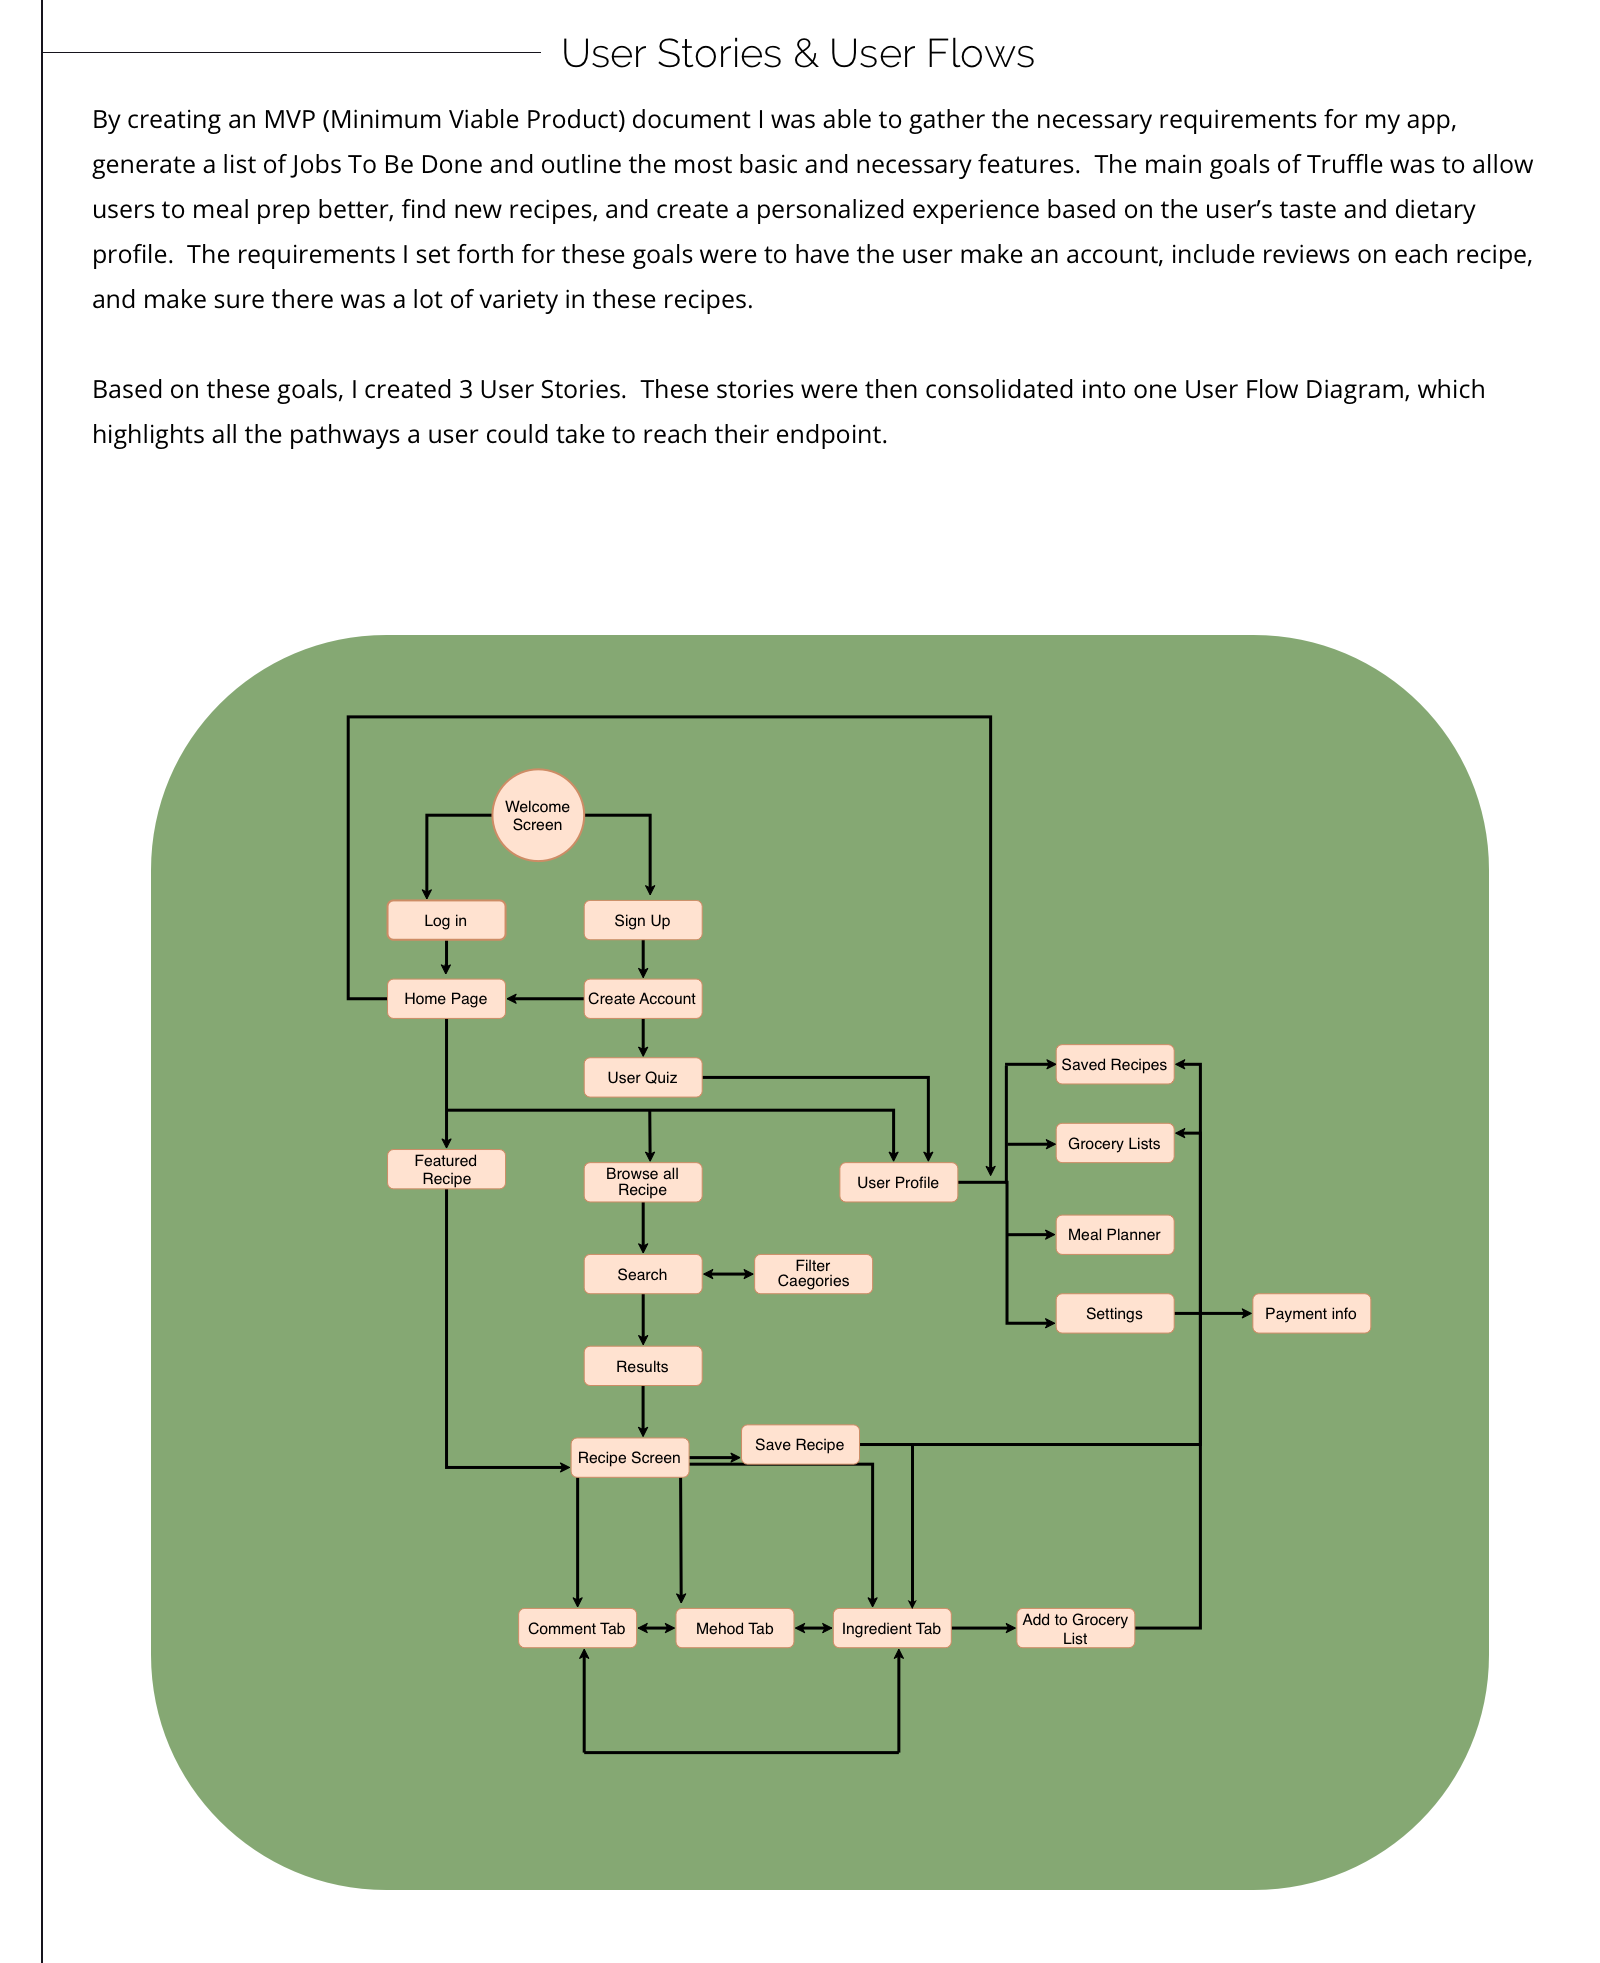 User Stories & User Flows
By creating an MVP (Minimum Viable Product) document I was able to gather the necessary requirements for my app,
generate a list of Jobs To Be Done and outline the most basic and necessary features.  The main goals of Truffle was to allow
users to meal prep better, find new recipes, and create a personalized experience based on the user’s taste and dietary
profile.  The requirements I set forth for these goals were to have the user make an account, include reviews on each recipe,
and make sure there was a lot of variety in these recipes.
Based on these goals, I created 3 User Stories.  These stories were then consolidated into one User Flow Diagram, which
highlights all the pathways a user could take to reach their endpoint.
Welcome
Screen
Log in
Sign Up
Home Page
Create Account
User Quiz
Saved Recipes
Grocery Lists
Featured
Recipe
Browse all
Recipe
User Profile
Meal Planner
Search
Filter
Caegories
Settings
Payment info
Results
Save Recipe
Recipe Screen
Comment Tab
Mehod Tab
Ingredient Tab
Add to Grocery
List